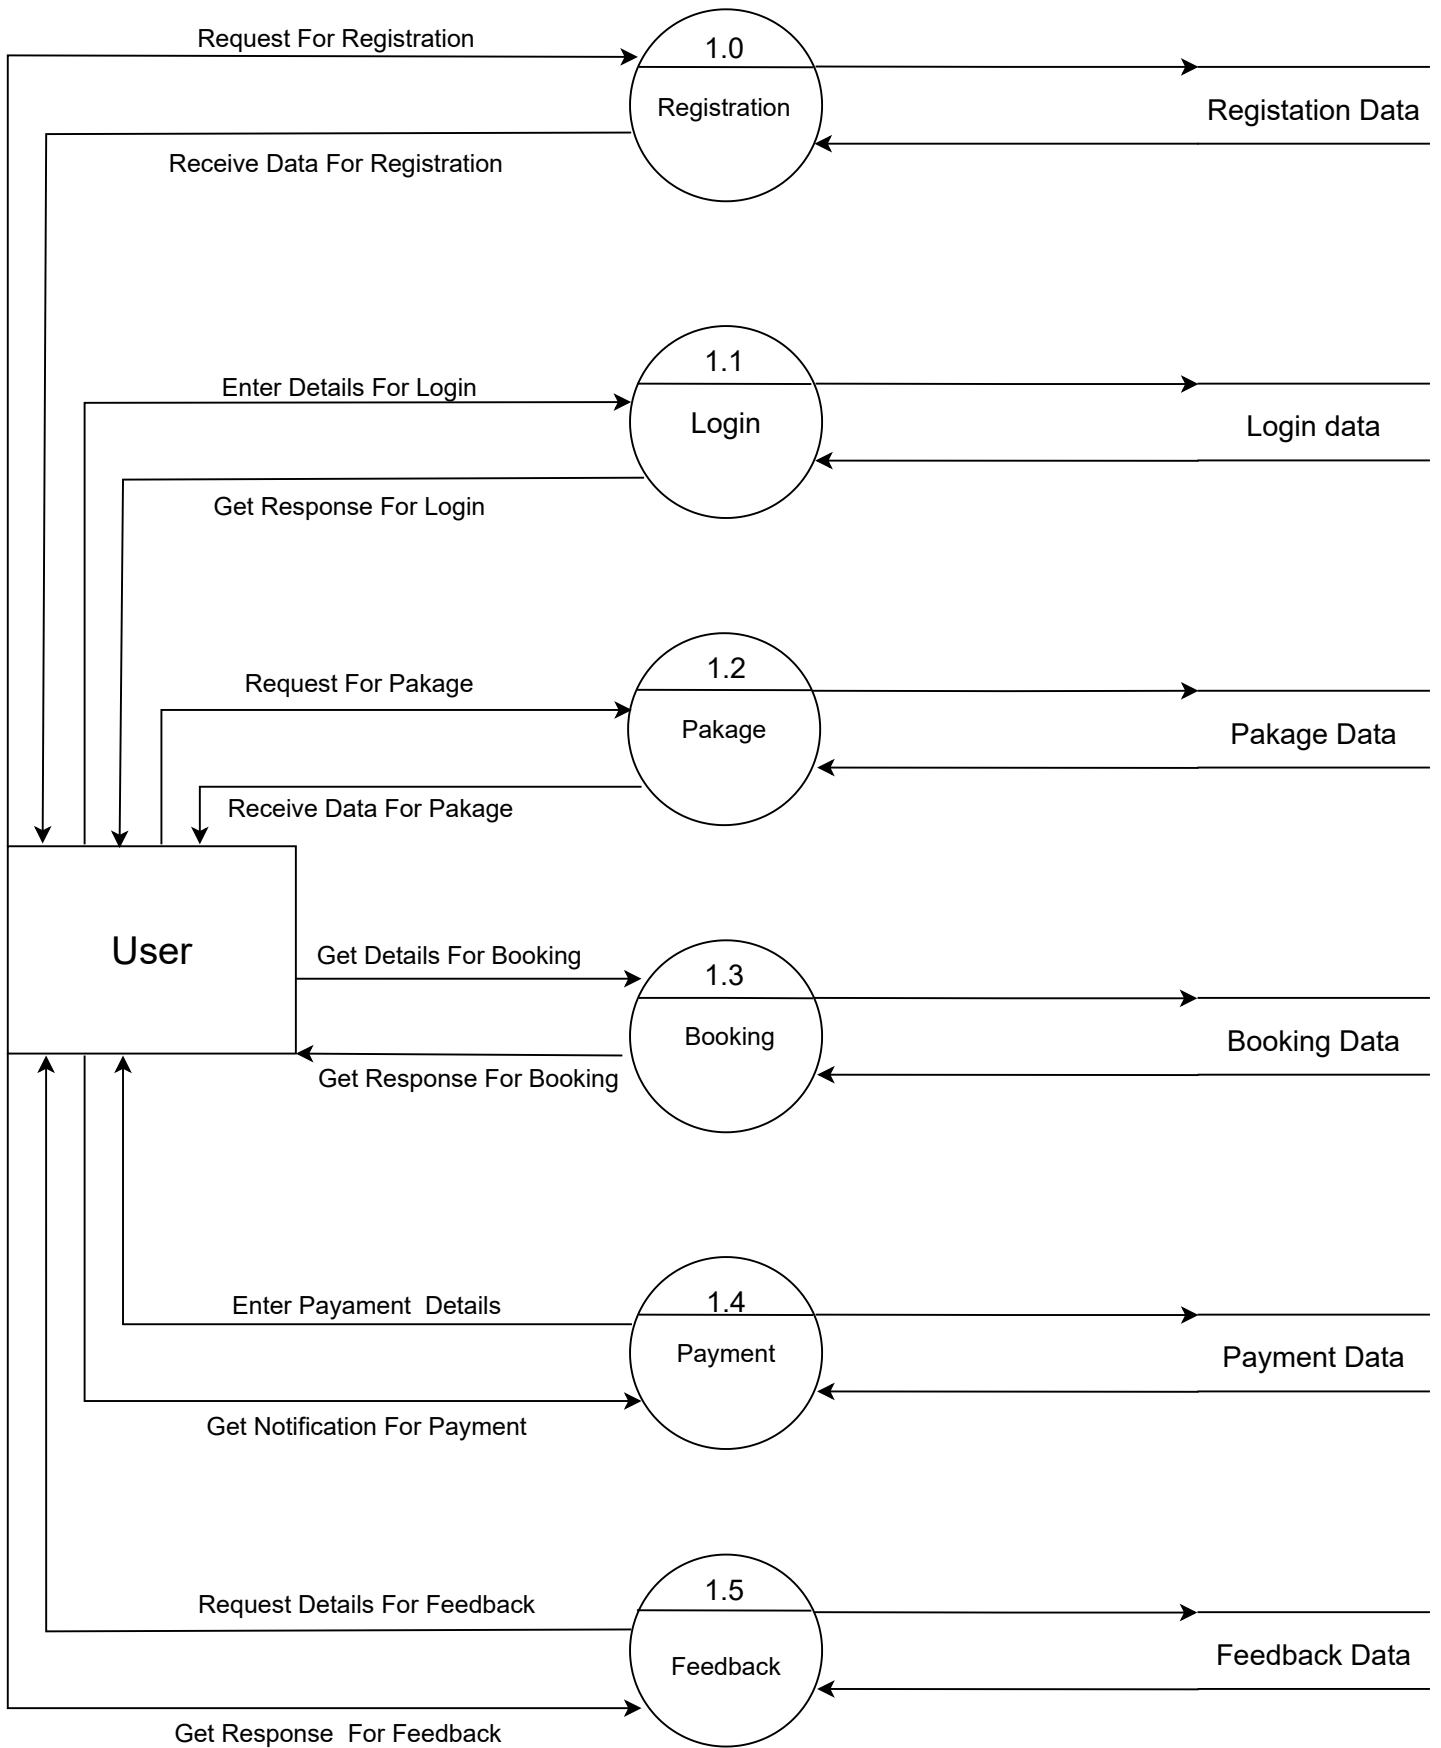 Request For Registration
1.0
Registration
Registation Data
Receive Data For Registration
Enter Details For Login
1.1
Login
Login data
Get Response For Login
Request For Pakage
1.2
Pakage
Pakage Data
Receive Data For Pakage
User
Get Details For Booking
1.3
Booking
Booking Data
Get Response For Booking
Enter Payament  Details
1.4
Payment
Payment Data
Get Notification For Payment
Request Details For Feedback
1.5
Feedback
Feedback Data
Get Response  For Feedback